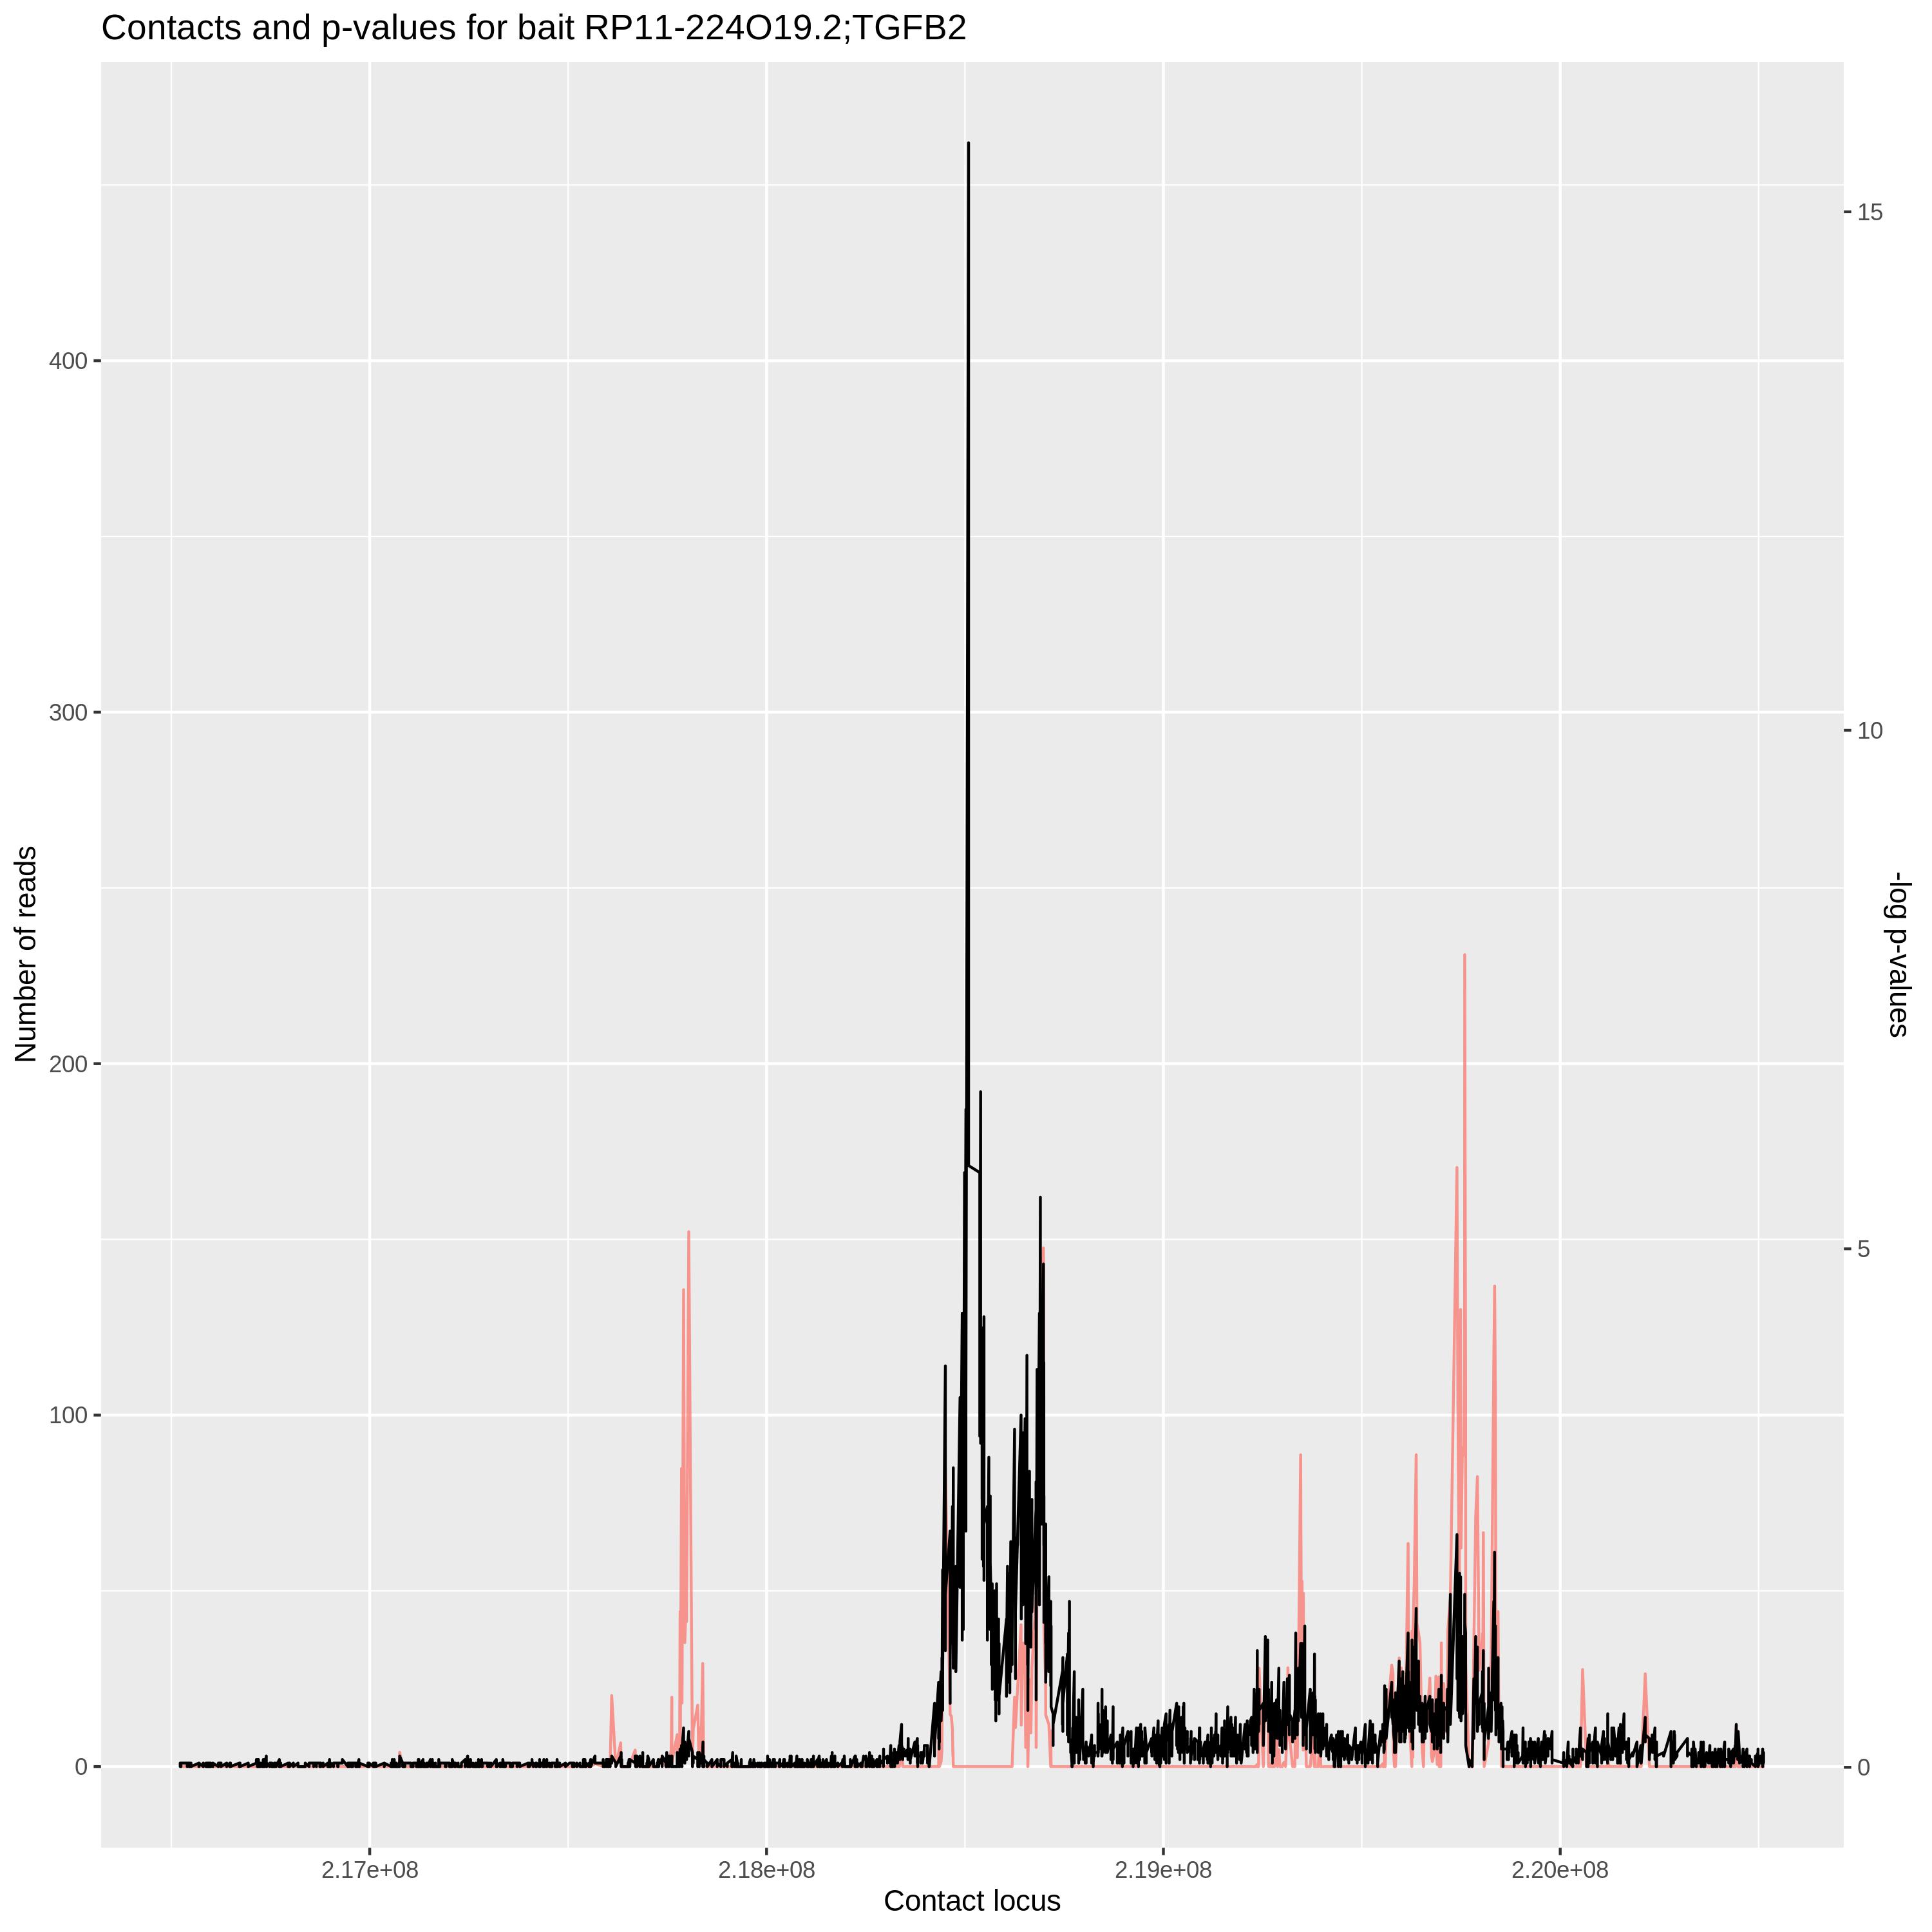 Contacts and p-values for bait RP11-224O19.2;TGFB2
400
300
200
100
0
Number of reads
15
10
5
0
-log p-values
2.17e+08
2.18e+08
2.19e+08
2.20e+08
Contact locus